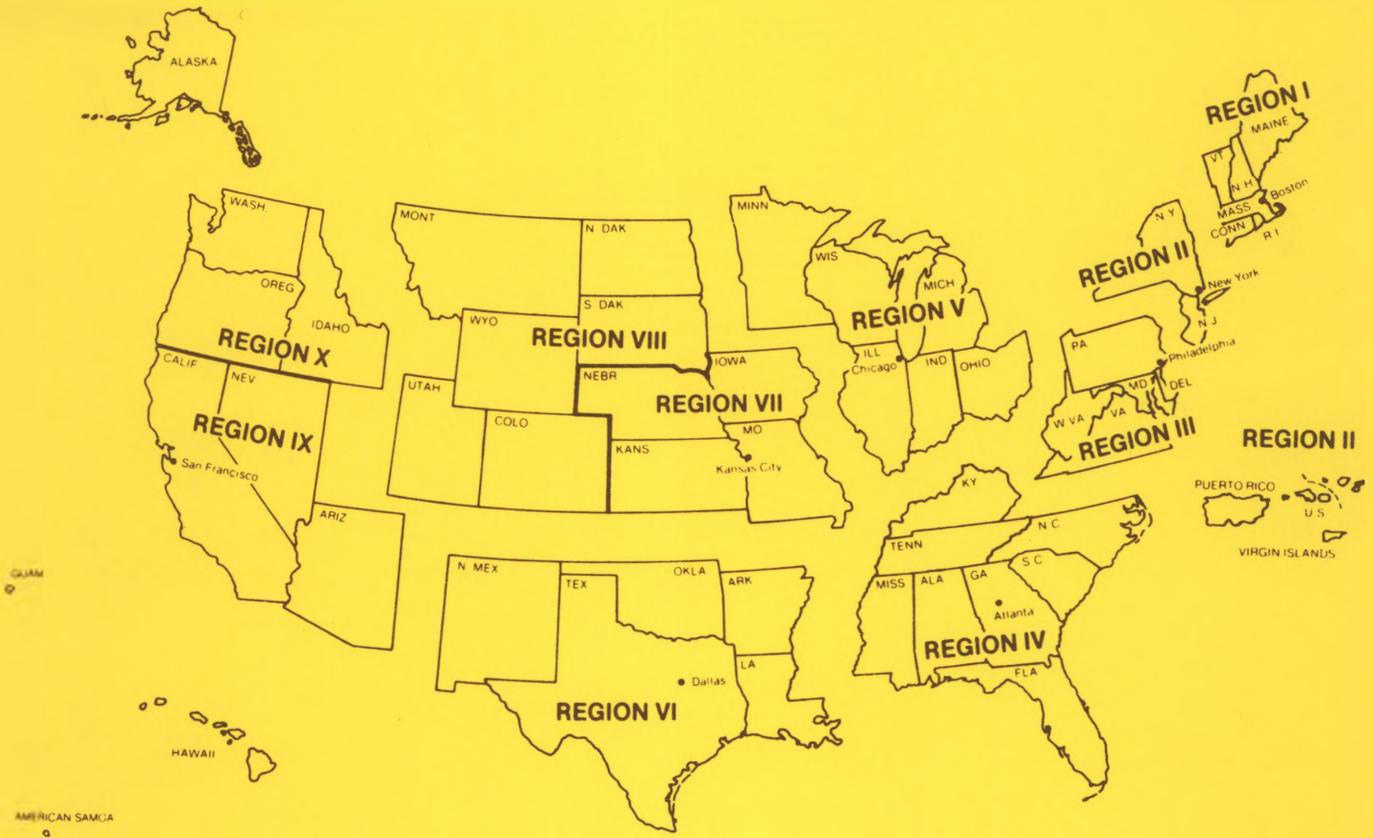 ALASKA
REGION I
MAINE
VT
N H
Boston
MASS
CONN
R I
WASH.
MONT
N DAK
MINN
N Y
OREG
IDAHO
S DAK
WIS
MICH
REGION II
New York
N J
WYO
REGION VIII
REGION V
REGION X
PA
Philadelphia
CALIF
NEV
UTAH
NEBR
IOWA
ILL
Chicago
IND
OHIO
MD
DEL
REGION VII
W VA
VA
REGION III
REGION II
REGION IX
COLO
MO
KANS
Kansas City
San Francisco
KY
PUERTO RICO
U S
VIRGIN ISLANDS
ARIZ
N C
TENN
S C
GUAM
N MEX
TEX
OKLA
ARK
MISS
ALA
GA
Atlanta
REGION IV
FLA
LA
Dallas
REGION VI
HAWAII
AMERICAN SAMOA